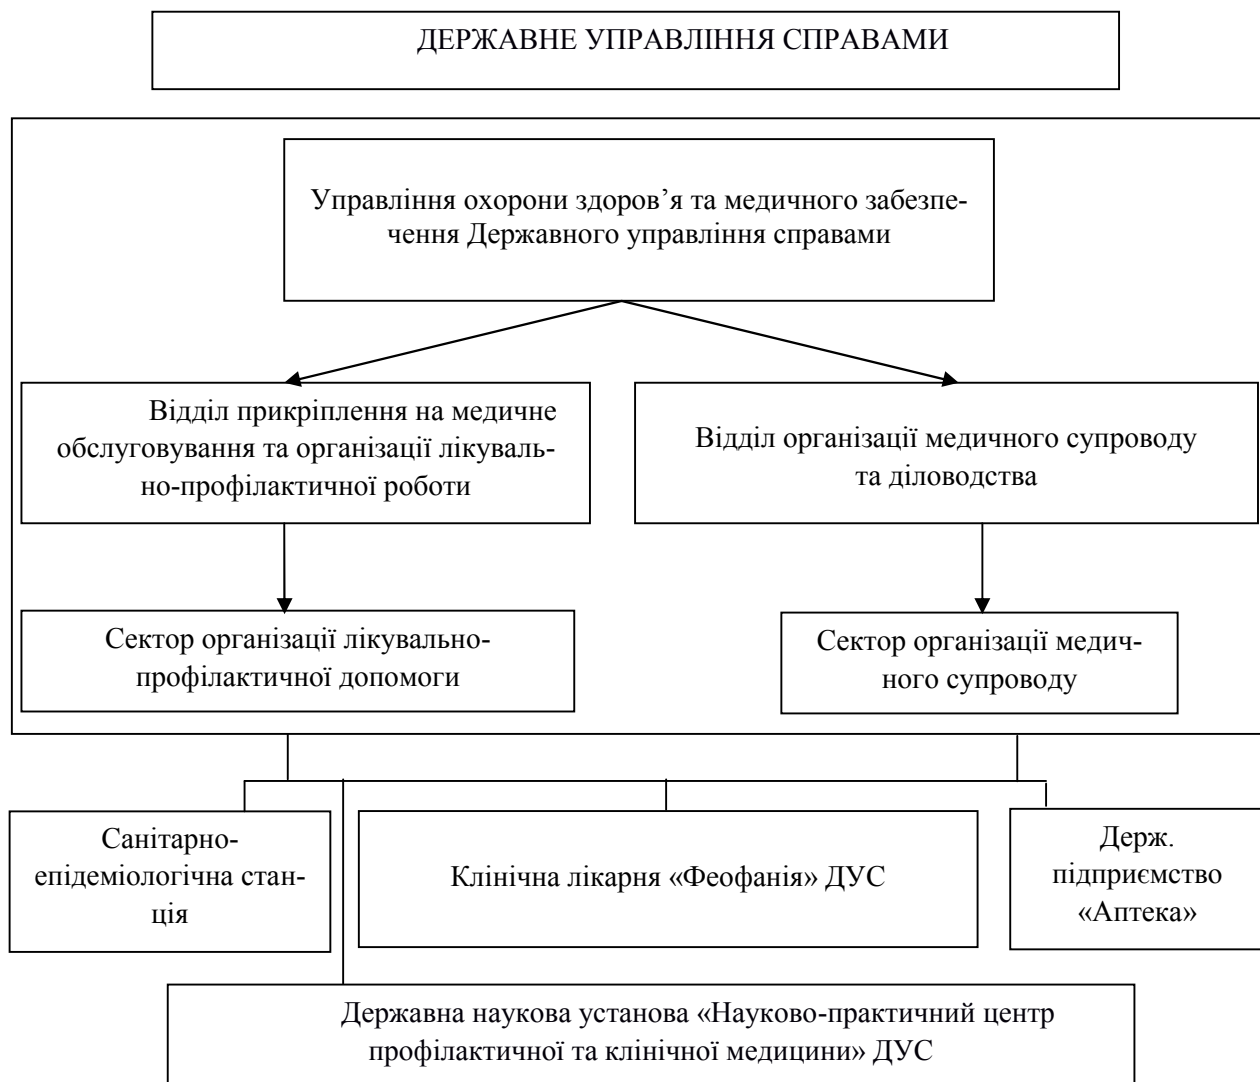 ДЕРЖАВНЕ УПРАВЛІННЯ СПРАВАМИ
Управління охорони здоров’я та медичного забезпе-
чення Державного управління справами
Відділ прикріплення на медичне
обслуговування та організації лікуваль-
но-профілактичної роботи
Відділ організації медичного супроводу
та діловодства
Сектор організації лікувально-
профілактичної допомоги
Сектор організації медич-
ного супроводу
Санітарно-
епідеміологічна стан-
ція
Клінічна лікарня «Феофанія» ДУС
Держ.
підприємство
«Аптека»
Державна наукова установа «Науково-практичний центр
профілактичної та клінічної медицини» ДУС